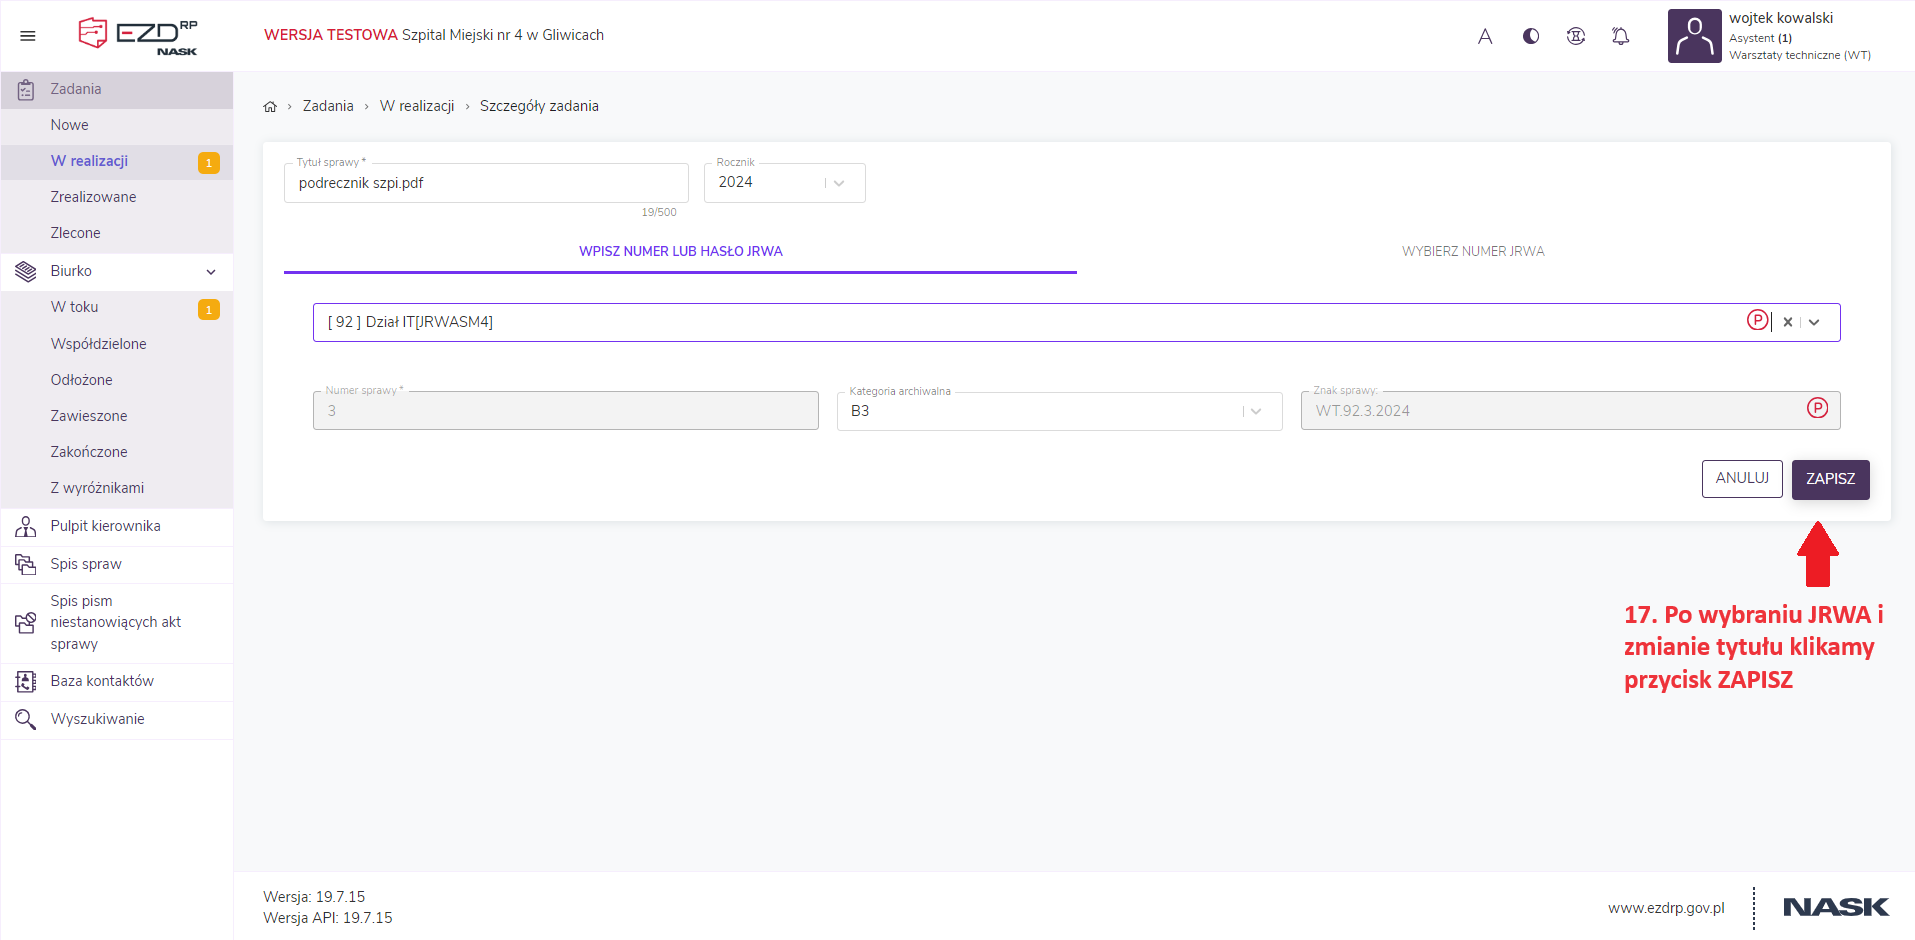 EZD RP
NASK
WERSJA TESTOWA Szpital Miejski nr 4 w Gliwicach
A
wojtek kowalski
Asystent (1)
Warsztaty techniczne (WT)
Zadania
Nowe
W realizacji 1
Zrealizowane
Zlecone
Biurko
W toku 1
Współdzielone
Odłożone
Zawieszone
Zakończone
Z wyróżnikami
Pulpit kierownika
Spis spraw
Spis pism
niestanowiących akt
sprawy
Baza kontaktów
Wyszukiwanie
Zadania › W realizacji › Szczegóły zadania
Tytuł sprawy *
podrecznik szpi.pdf
19/500
Rocznik
2024
WPISZ NUMER LUB HASŁO JRWA
WYBIERZ NUMER JRWA
[ 92 ] Dział IT[JRWASM4] P
Numer sprawy *
3
Kategoria archiwalna
B3
Znak sprawy:
WT.92.3.2024 P
ANULUJ
ZAPISZ
17. Po wybraniu JRWA i
zmianie tytułu klikamy
przycisk ZAPISZ
Wersja: 19.7.15
Wersja API: 19.7.15
www.ezdrp.gov.pl
NASK